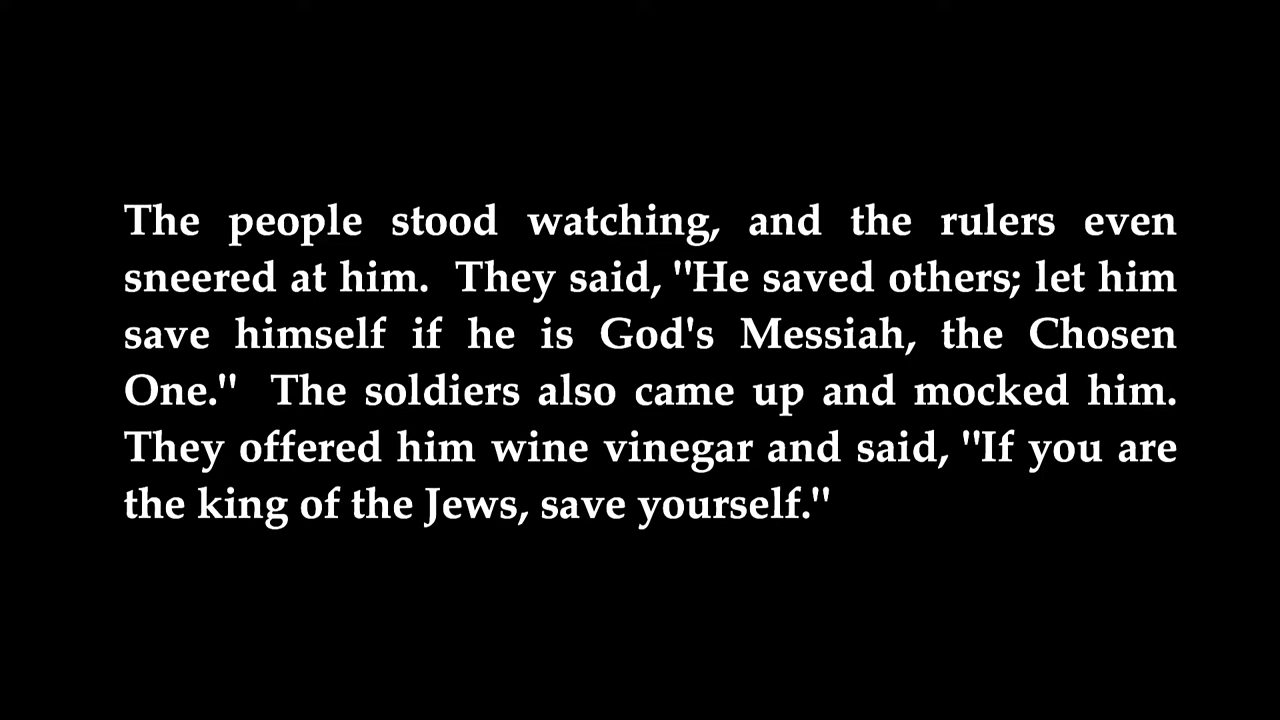 The people stood watching, and the rulers even
sneered at him.  They said, "He saved others; let him
save himself if he is God's Messiah, the Chosen
One."  The soldiers also came up and mocked him.
They offered him wine vinegar and said, "If you are
the king of the Jews, save yourself."